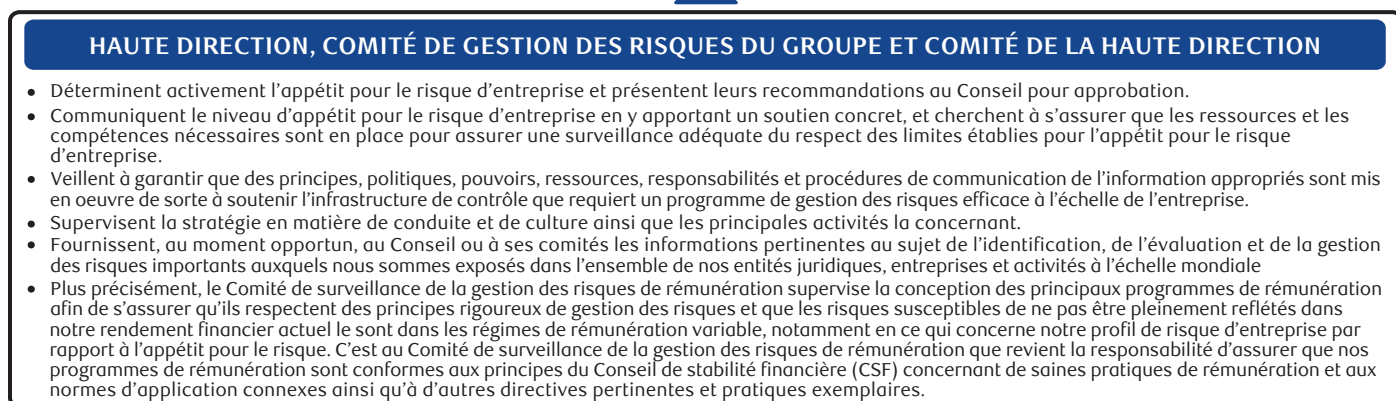 HAUTE DIRECTION, COMITÉ DE GESTION DES RISQUES DU GROUPE ET COMITÉ DE LA HAUTE DIRECTION
• Déterminent activement l’appétit pour le risque d’entreprise et présentent leurs recommandations au Conseil pour approbation.
• Communiquent le niveau d’appétit pour le risque d’entreprise en y apportant un soutien concret, et cherchent à s’assurer que les ressources et les
compétences nécessaires sont en place pour assurer une surveillance adéquate du respect des limites établies pour l’appétit pour le risque
d’entreprise.
• Veillent à garantir que des principes, politiques, pouvoirs, ressources, responsabilités et procédures de communication de l’information appropriés sont mis
en oeuvre de sorte à soutenir l’infrastructure de contrôle que requiert un programme de gestion des risques efficace à l’échelle de l’entreprise.
• Supervisent la stratégie en matière de conduite et de culture ainsi que les principales activités la concernant.
• Fournissent, au moment opportun, au Conseil ou à ses comités les informations pertinentes au sujet de l’identification, de l’évaluation et de la gestion
des risques importants auxquels nous sommes exposés dans l’ensemble de nos entités juridiques, entreprises et activités à l’échelle mondiale
• Plus précisément, le Comité de surveillance de la gestion des risques de rémunération supervise la conception des principaux programmes de rémunération
afin de s’assurer qu’ils respectent des principes rigoureux de gestion des risques et que les risques susceptibles de ne pas être pleinement reflétés dans
notre rendement financier actuel le sont dans les régimes de rémunération variable, notamment en ce qui concerne notre profil de risque d’entreprise par
rapport à l’appétit pour le risque. C’est au Comité de surveillance de la gestion des risques de rémunération que revient la responsabilité d’assurer que nos
programmes de rémunération sont conformes aux principes du Conseil de stabilité financière (CSF) concernant de saines pratiques de rémunération et aux
normes d’application connexes ainsi qu’à d’autres directives pertinentes et pratiques exemplaires.